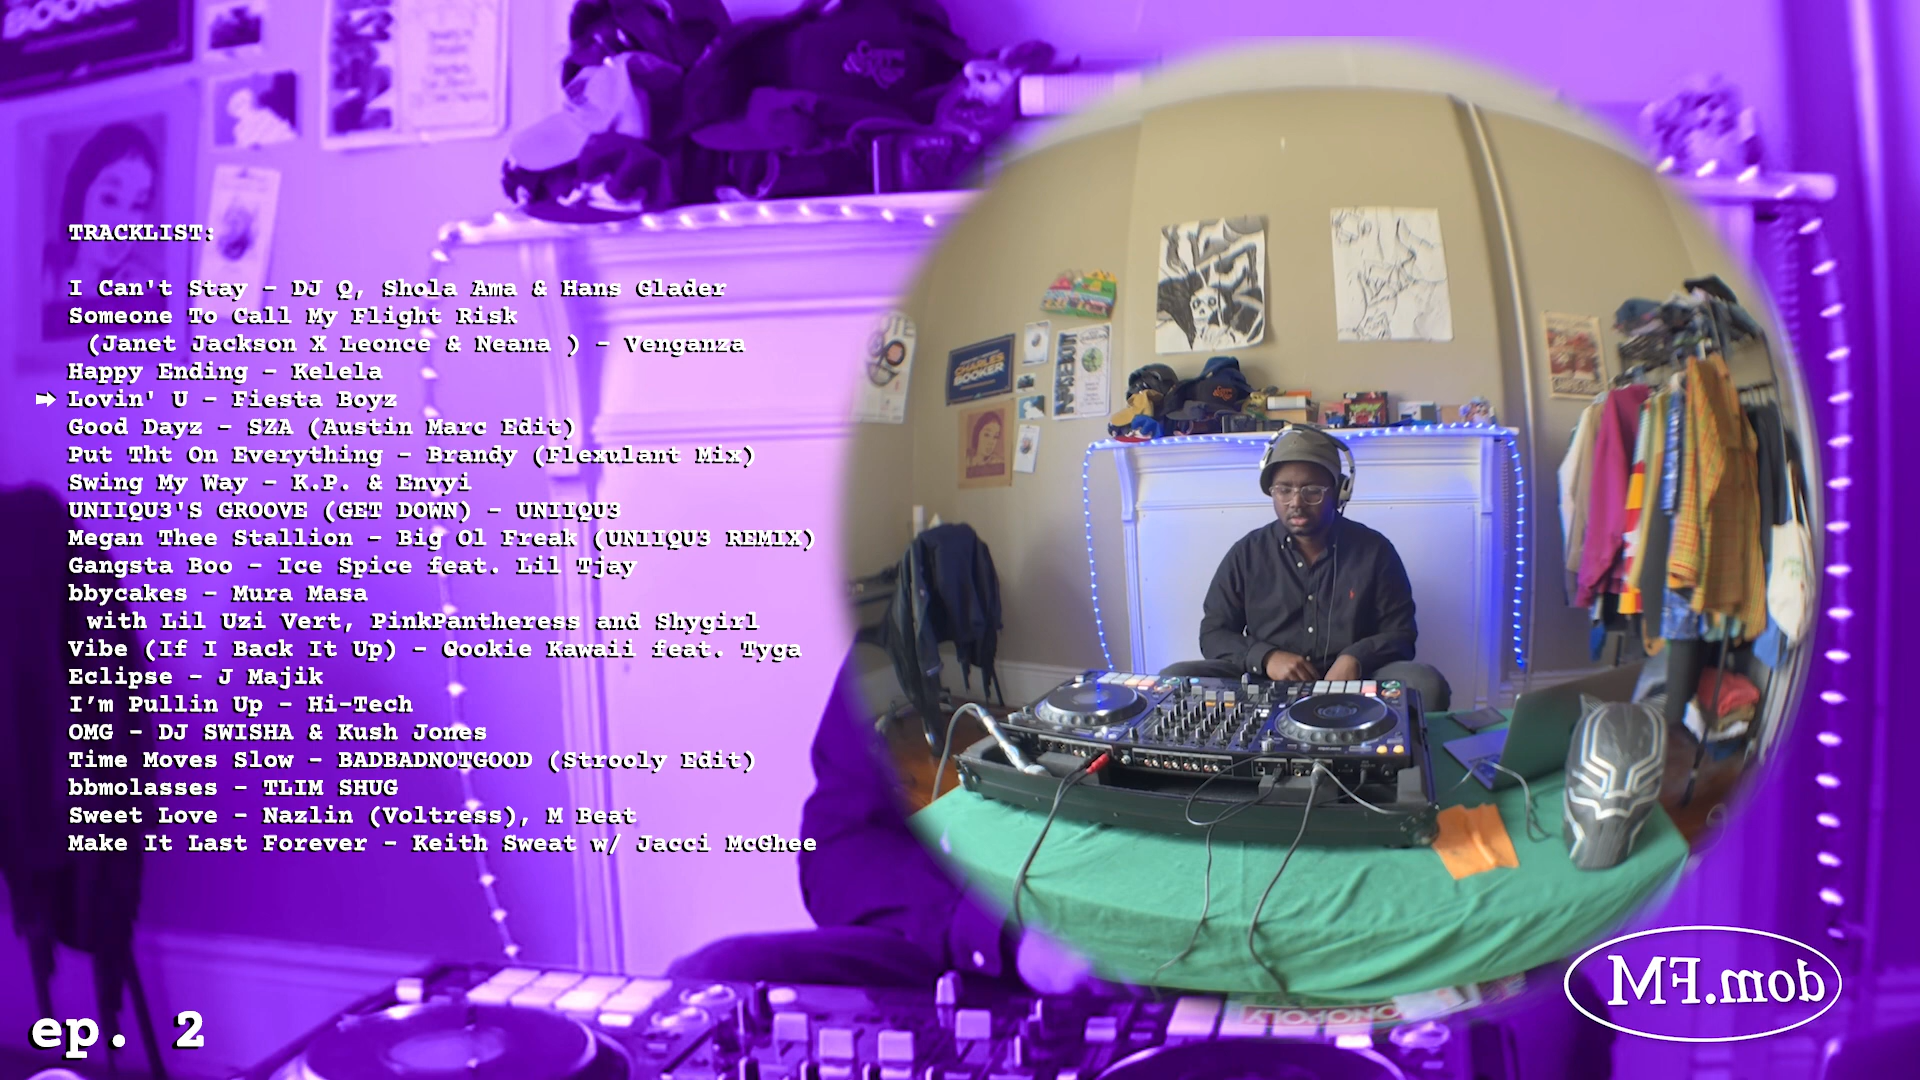 BOOKER
TRACKLIST:
I Can't Stay - DJ Q, Shola Ama & Hans Glader
Someone To Call My Flight Risk
(Janet Jackson X Leonce & Neana ) - Venganza
Happy Ending - Kelela
Lovin' U - Fiesta Boyz
Good Dayz - SZA (Austin Marc Edit)
Put Tht On Everything - Brandy (Flexulant Mix)
Swing My Way - K.P. & Envyi
UNIIQU3'S GROOVE (GET DOWN) - UNIIQU3
Megan Thee Stallion - Big Ol Freak (UNIIQU3 REMIX)
Gangsta Boo - Ice Spice feat. Lil Tjay
bbycakes - Mura Masa
with Lil Uzi Vert, PinkPantheress and Shygirl
Vibe (If I Back It Up) - Cookie Kawaii feat. Tyga
Eclipse - J Majik
I’m Pullin Up - Hi-Tech
OMG - DJ SWISHA & Kush Jones
Time Moves Slow - BADBADNOTGOOD (Strooly Edit)
bbmolasses - TLIM SHUG
Sweet Love - Nazlin (Voltress), M Beat
Make It Last Forever - Keith Sweat w/ Jacci McGhee
CHARLES
BOOKER
ep. 2
dom.FM